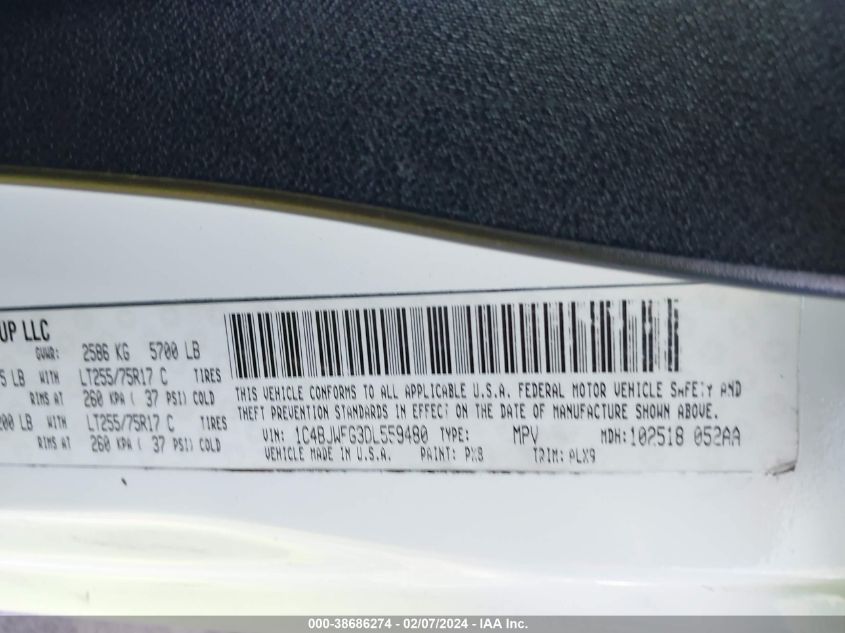 UP LLC
GVWR: 2586 KG 5700 LB
LB WITH LT255/75R17 C TIRES
RIMS AT 260 KPA ( 37 PSI) COLD
LB WITH LT255/75R17 C TIRES
RIMS AT 260 KPA ( 37 PSI) COLD
THIS VEHICLE CONFORMS TO ALL APPLICABLE U.S.A. FEDERAL MOTOR VEHICLE SAFETY AND
THEFT PREVENTION STANDARDS IN EFFECT ON THE DATE OF MANUFACTURE SHOWN ABOVE.
VIN: 1C4BJWFG3DL559480 TYPE: MPV MDH: 102518 052AA
VEHICLE MADE IN U.S.A. PAINT: PX8 TRIM: ALX9
000-38686274 - 02/07/2024 - IAA Inc.